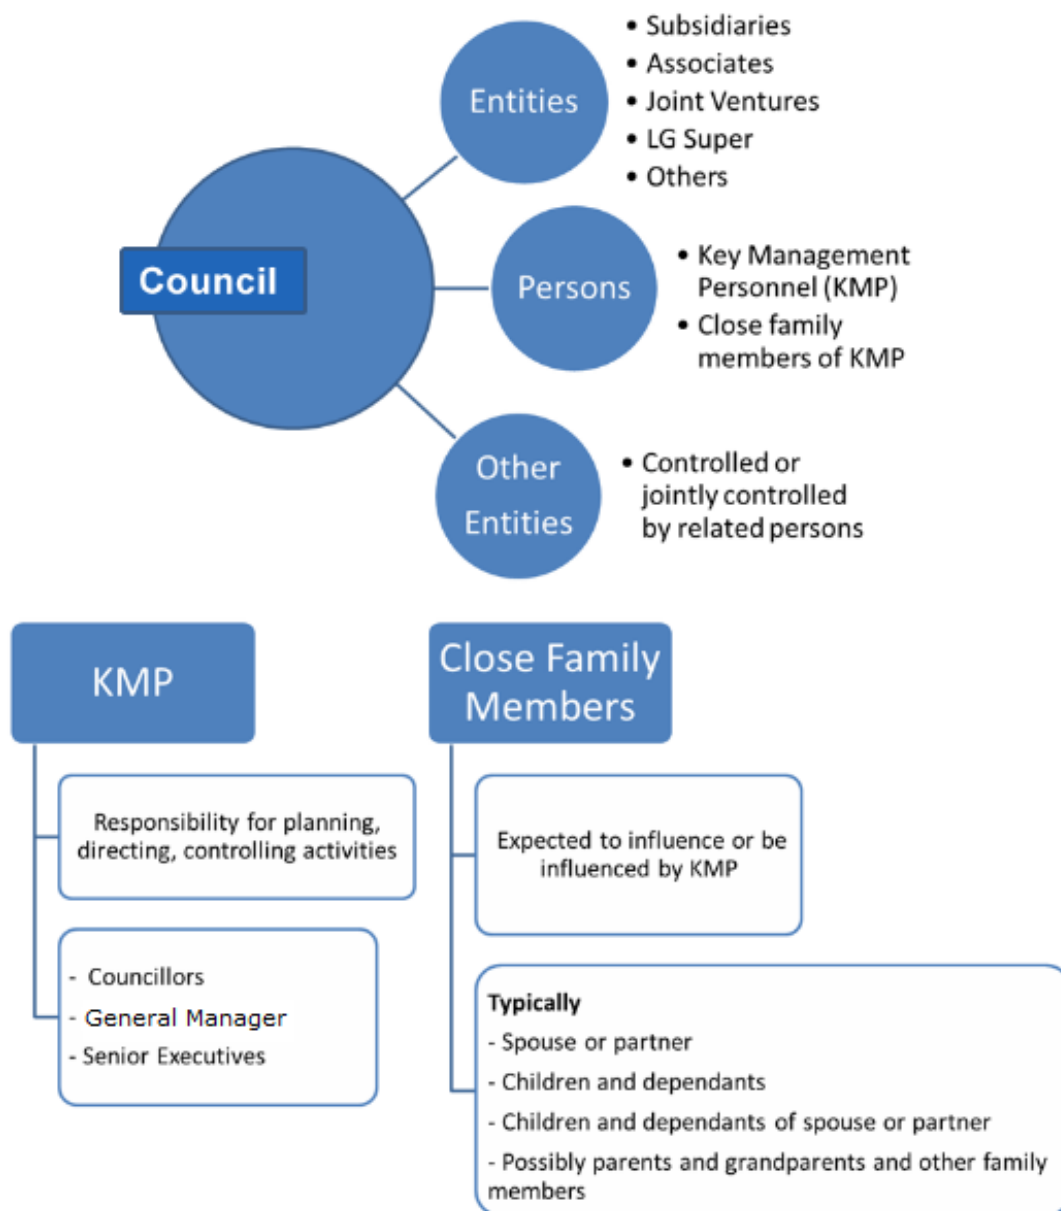 Entities
• Subsidiaries
• Associates
• Joint Ventures
• LG Super
• Others
Council
Persons
• Key Management
Personnel (KMP)
• Close family
members of KMP
Other
Entities
• Controlled or
jointly controlled
by related persons
KMP
Responsibility for planning,
directing, controlling activities
- Councillors
- General Manager
- Senior Executives
Close Family
Members
Expected to influence or be
influenced by KMP
Typically
- Spouse or partner
- Children and dependants
- Children and dependants of spouse or partner
- Possibly parents and grandparents and other family
members